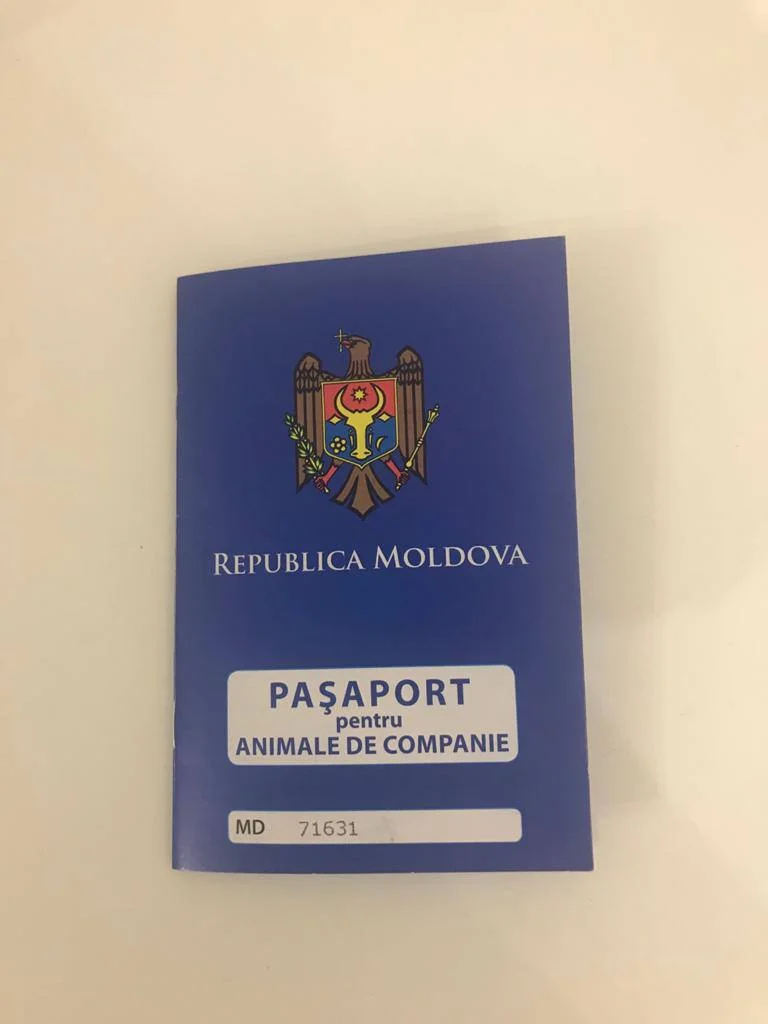 REPUBLICA MOLDOVA
PAŞAPORT
pentru
ANIMALE DE COMPANIE
MD 71631